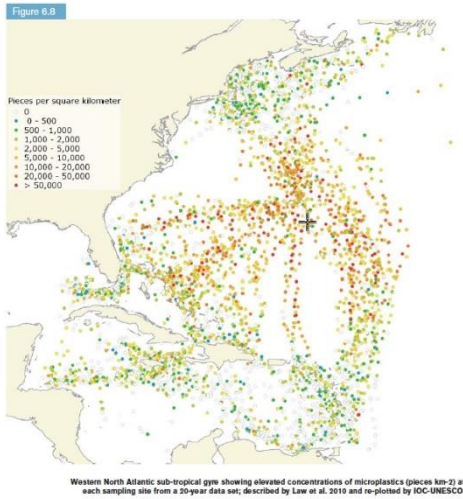 Figure 6.8
Pieces per square kilometer
0
0 - 500
500 - 1,000
1,000 - 2,000
2,000 - 5,000
5,000 - 10,000
10,000 - 20,000
20,000 - 50,000
> 50,000
Western North Atlantic sub-tropical gyre showing elevated concentrations of microplastics (pieces km-2) a
each sampling site from a 20-year data set; described by Law et al. 2010 and re-plotted by IOC-UNESCO